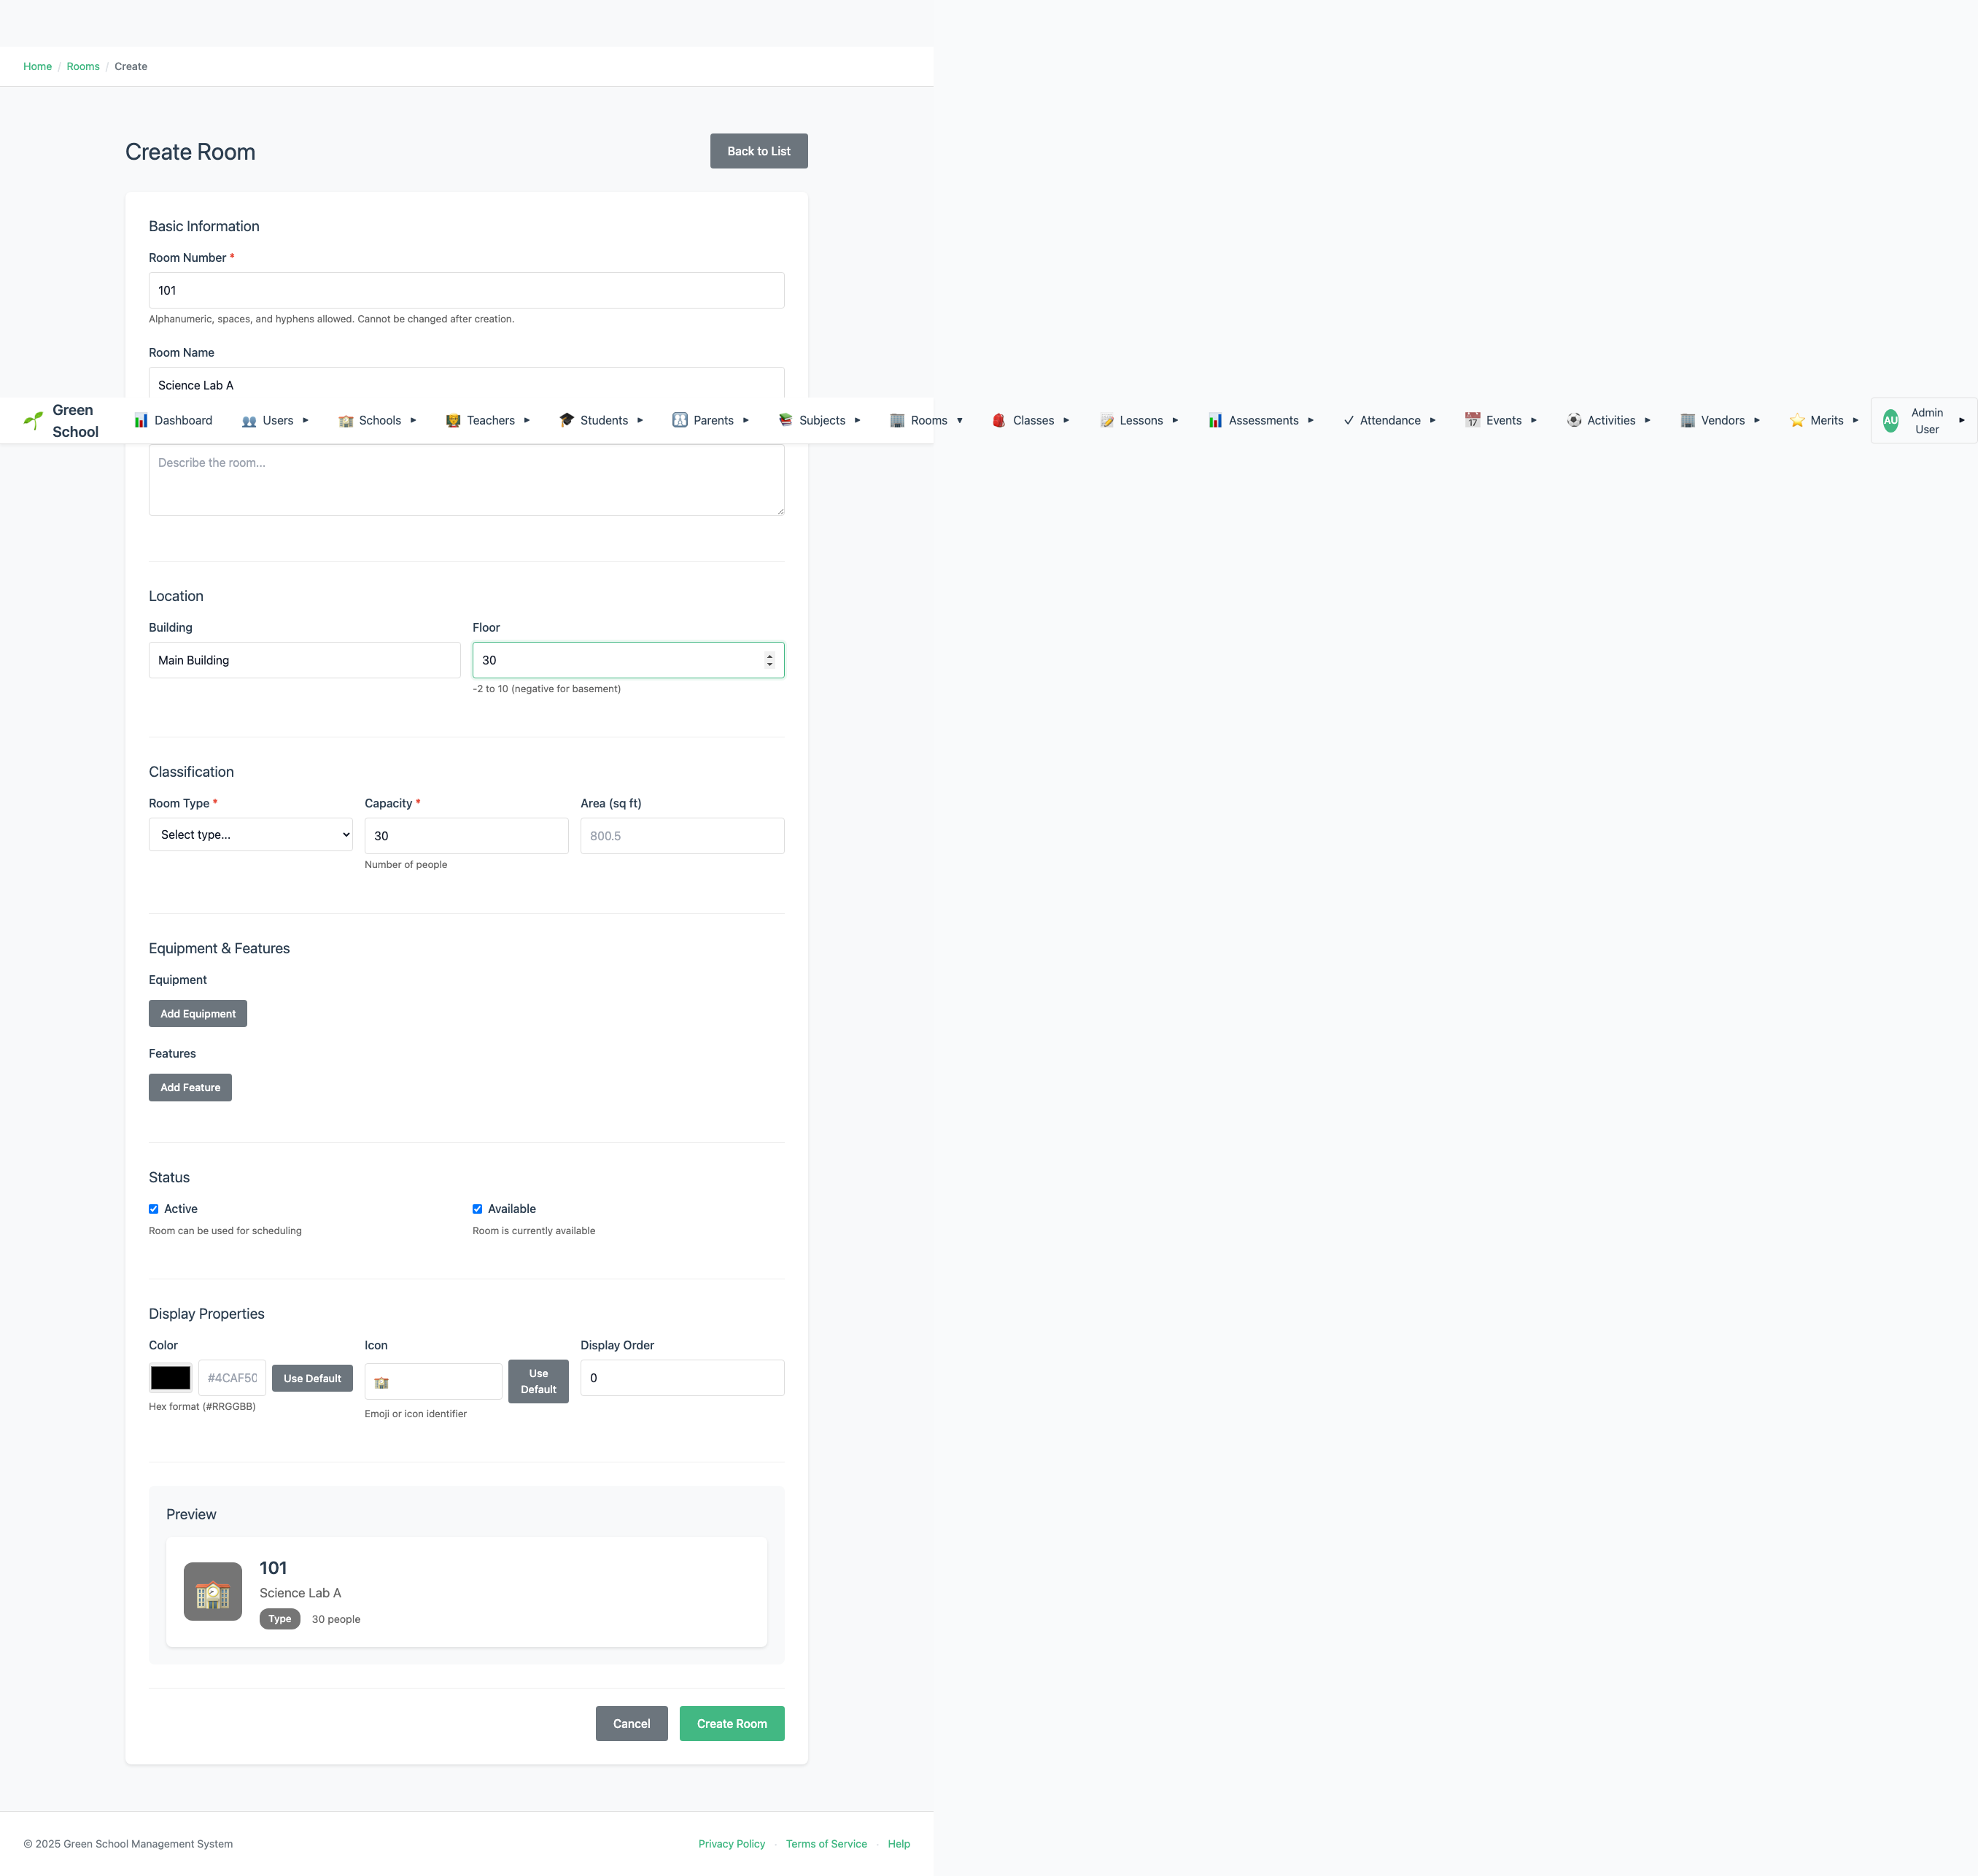 Home / Rooms / Create
Create Room
Back to List
Basic Information
Room Number *
101
Alphanumeric, spaces, and hyphens allowed. Cannot be changed after creation.
Room Name
Science Lab A
Green School
Dashboard
Users
Schools
Teachers
Students
Parents
Subjects
Rooms
Classes
Lessons
Assessments
Attendance
Events
Activities
Vendors
Merits
AU
Admin User
Describe the room...
Location
Building
Main Building
Floor
30
-2 to 10 (negative for basement)
Classification
Room Type *
Select type...
Capacity *
30
Number of people
Area (sq ft)
800.5
Equipment & Features
Equipment
Add Equipment
Features
Add Feature
Status
Active
Room can be used for scheduling
Available
Room is currently available
Display Properties
Color
#4CAF50
Use Default
Hex format (#RRGGBB)
Icon
Use Default
Emoji or icon identifier
Display Order
0
Preview
101
Science Lab A
Type
30 people
Cancel
Create Room
© 2025 Green School Management System
Privacy Policy · Terms of Service · Help